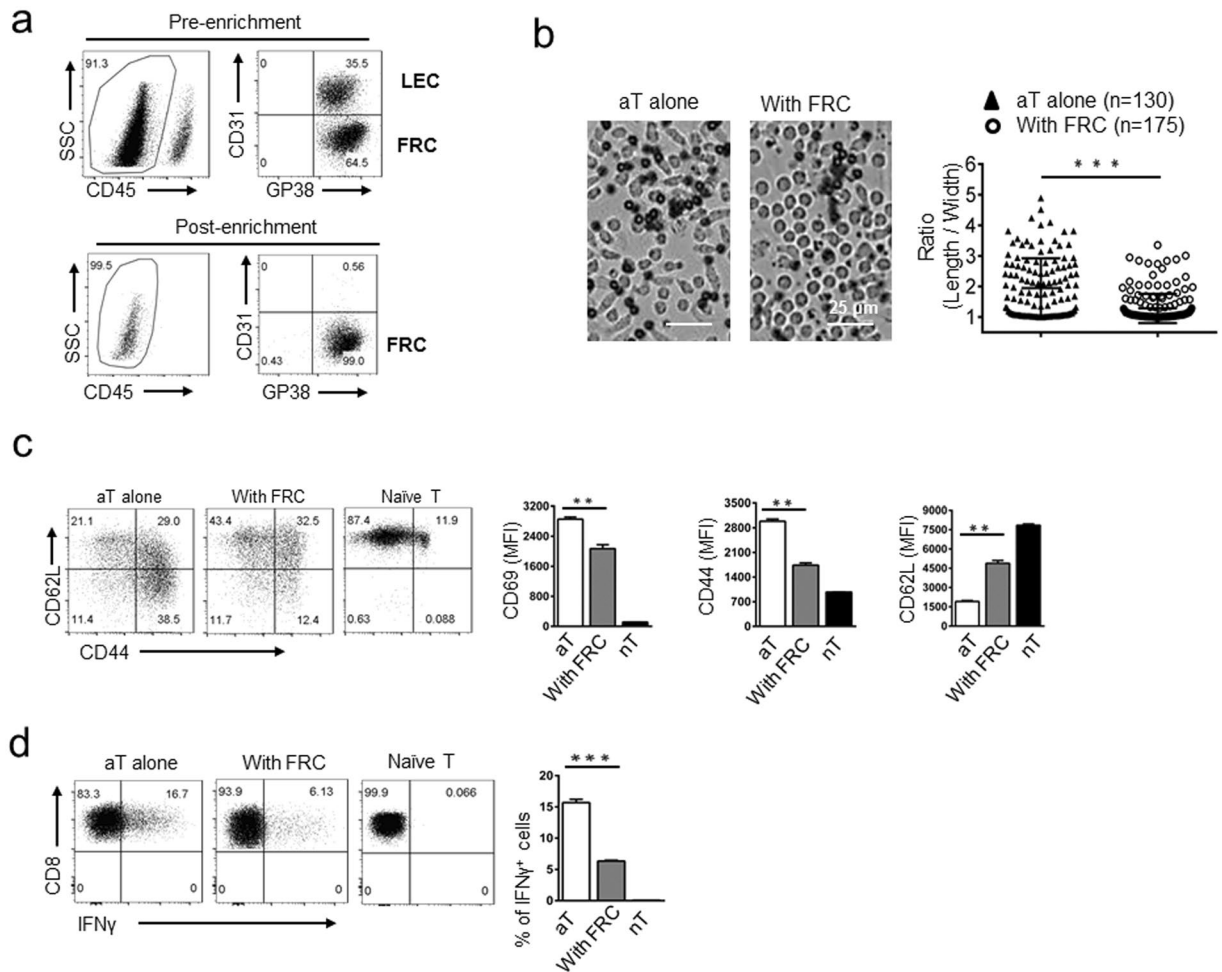 a
Pre-enrichment
91.3
SSC
CD45
0
35.5
0
64.5
CD31
GP38
LEC
FRC
Post-enrichment
99.5
SSC
CD45
0
0.56
0.43
99.0
CD31
GP38
FRC
b
aT alone
With FRC
25 µm
aT alone (n=130)
With FRC (n=175)
***
Ratio
(Length / Width)
6
5
4
3
2
1
c
aT alone
With FRC
Naïve T
21.1
29.0
11.4
38.5
43.4
32.5
11.7
12.4
87.4
11.9
0.63
0.088
CD62L
CD44
CD69 (MFI)
3200
2400
1600
800
0
**
aT
With FRC
nT
CD44 (MFI)
3500
2800
2100
1400
700
0
**
aT
With FRC
nT
CD62L (MFI)
9000
7500
6000
4500
3000
1500
0
**
aT
With FRC
nT
d
aT alone
With FRC
Naïve T
83.3
16.7
0
0
93.9
6.13
0
0
99.9
0.066
0
0
CD8
IFNγ
% of IFNγ⁺ cells
20
15
10
5
0
***
aT
With FRC
nT